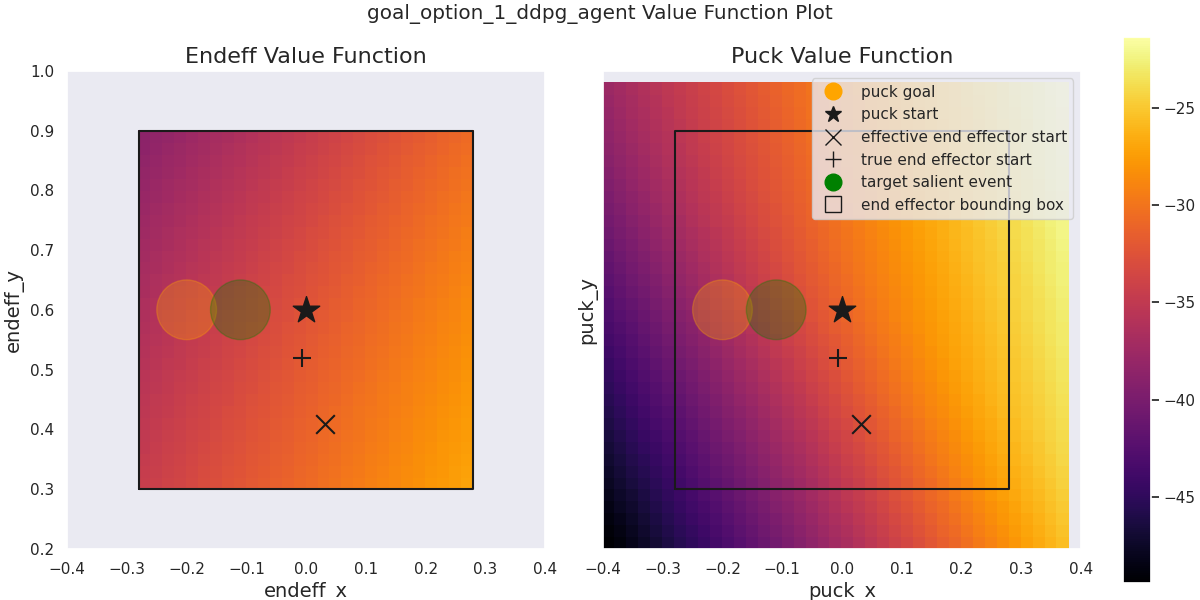 goal_option_1_ddpg_agent Value Function Plot
Endeff Value Function
endeff_y
1.0
0.9
0.8
0.7
0.6
0.5
0.4
0.3
0.2
−0.4 −0.3 −0.2 −0.1 0.0 0.1 0.2 0.3 0.4
endeff_x
Puck Value Function
puck_y
puck goal
puck start
effective end effector start
true end effector start
target salient event
end effector bounding box
−0.4 −0.3 −0.2 −0.1 0.0 0.1 0.2 0.3 0.4
puck_x
−25
−30
−35
−40
−45